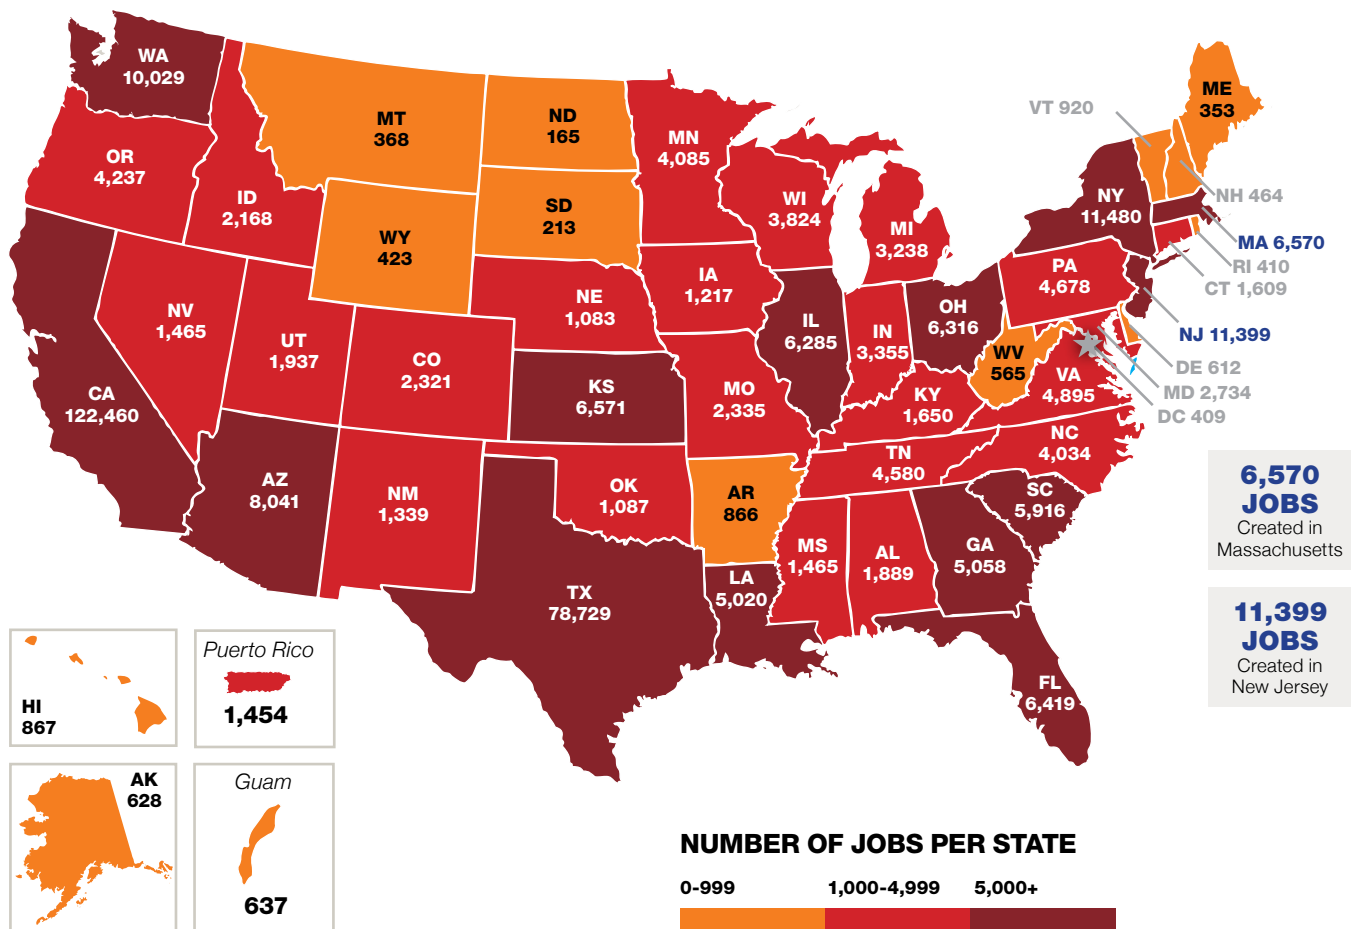 WA
10,029
OR
4,237
ID
2,168
MT
368
ND
165
SD
213
WY
423
MN
4,085
WI
3,824
MI
3,238
NY
11,480
VT 920
ME
353
NH 464
MA 6,570
RI 410
CT 1,609
NJ 11,399
DE 612
MD 2,734
DC 409
PA
4,678
OH
6,316
WV
565
VA
4,895
IA
1,217
NE
1,083
IL
6,285
IN
3,355
KY
1,650
NV
1,465
UT
1,937
CO
2,321
KS
6,571
MO
2,335
CA
122,460
AZ
8,041
NM
1,339
OK
1,087
AR
866
TN
4,580
NC
4,034
SC
5,916
GA
5,058
AL
1,889
MS
1,465
LA
5,020
TX
78,729
FL
6,419
6,570
JOBS
Created in
Massachusetts
11,399
JOBS
Created in
New Jersey
HI
867
Puerto Rico
1,454
AK
628
Guam
637
NUMBER OF JOBS PER STATE
0-999 1,000-4,999 5,000+